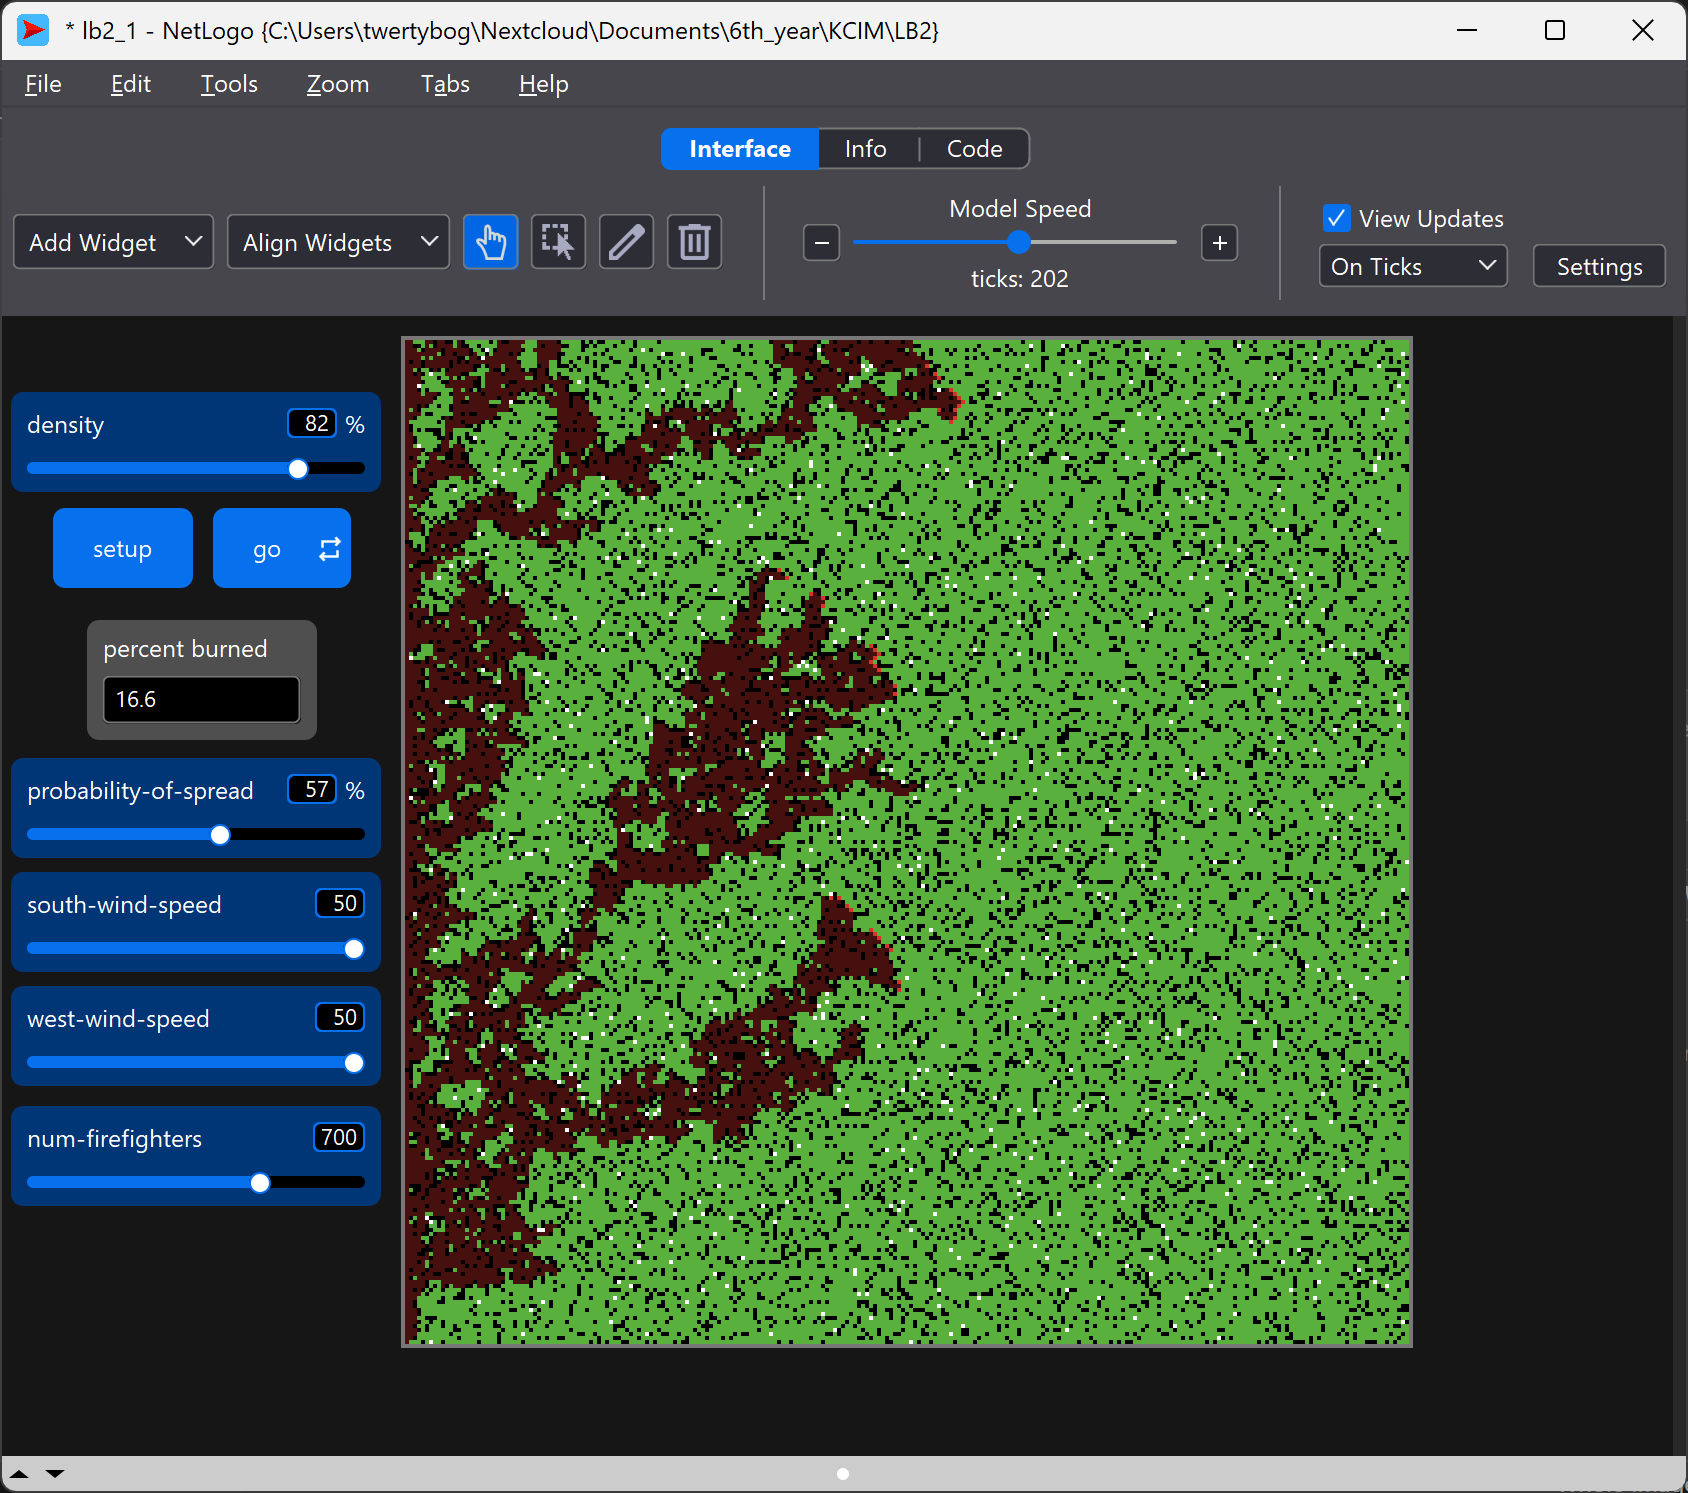 * lb2_1 - NetLogo {C:\Users\twertybog\Nextcloud\Documents\6th_year\KCIM\LB2}
File Edit Tools Zoom Tabs Help
Interface Info Code
Add Widget Align Widgets
Model Speed
ticks: 202
View Updates
On Ticks Settings
density 82 %
setup go
percent burned
16.6
probability-of-spread 57 %
south-wind-speed 50
west-wind-speed 50
num-firefighters 700